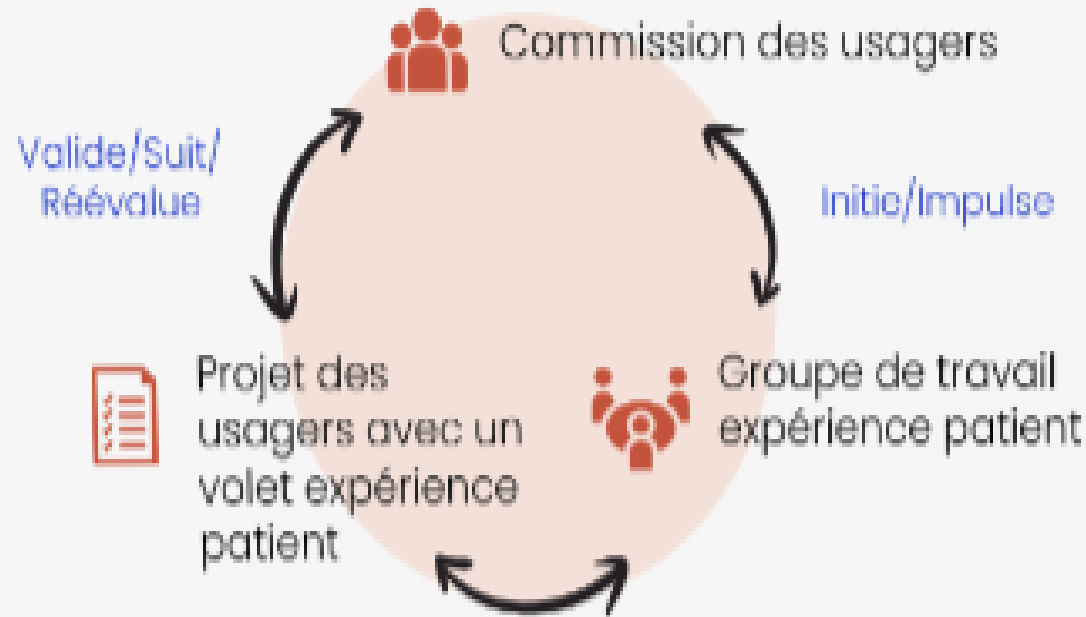 Commission des usagers
Valide/Suit/
Réévalue
Initie/Impulse
Projet des
usagers avec un
volet expérience
patient
Groupe de travail
expérience patient